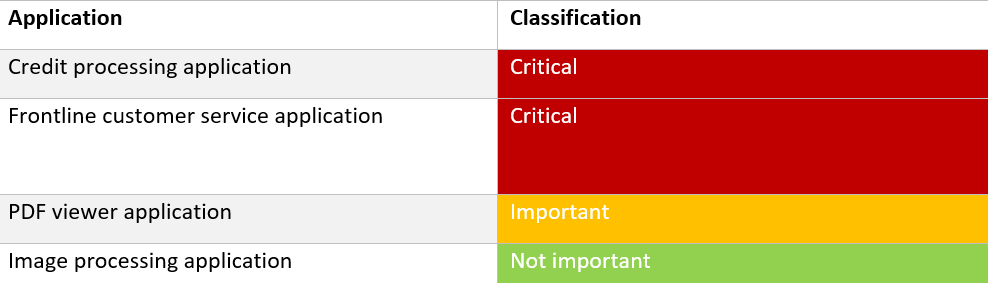 Application Classification
Credit processing application Critical
Frontline customer service application Critical
PDF viewer application Important
Image processing application Not important